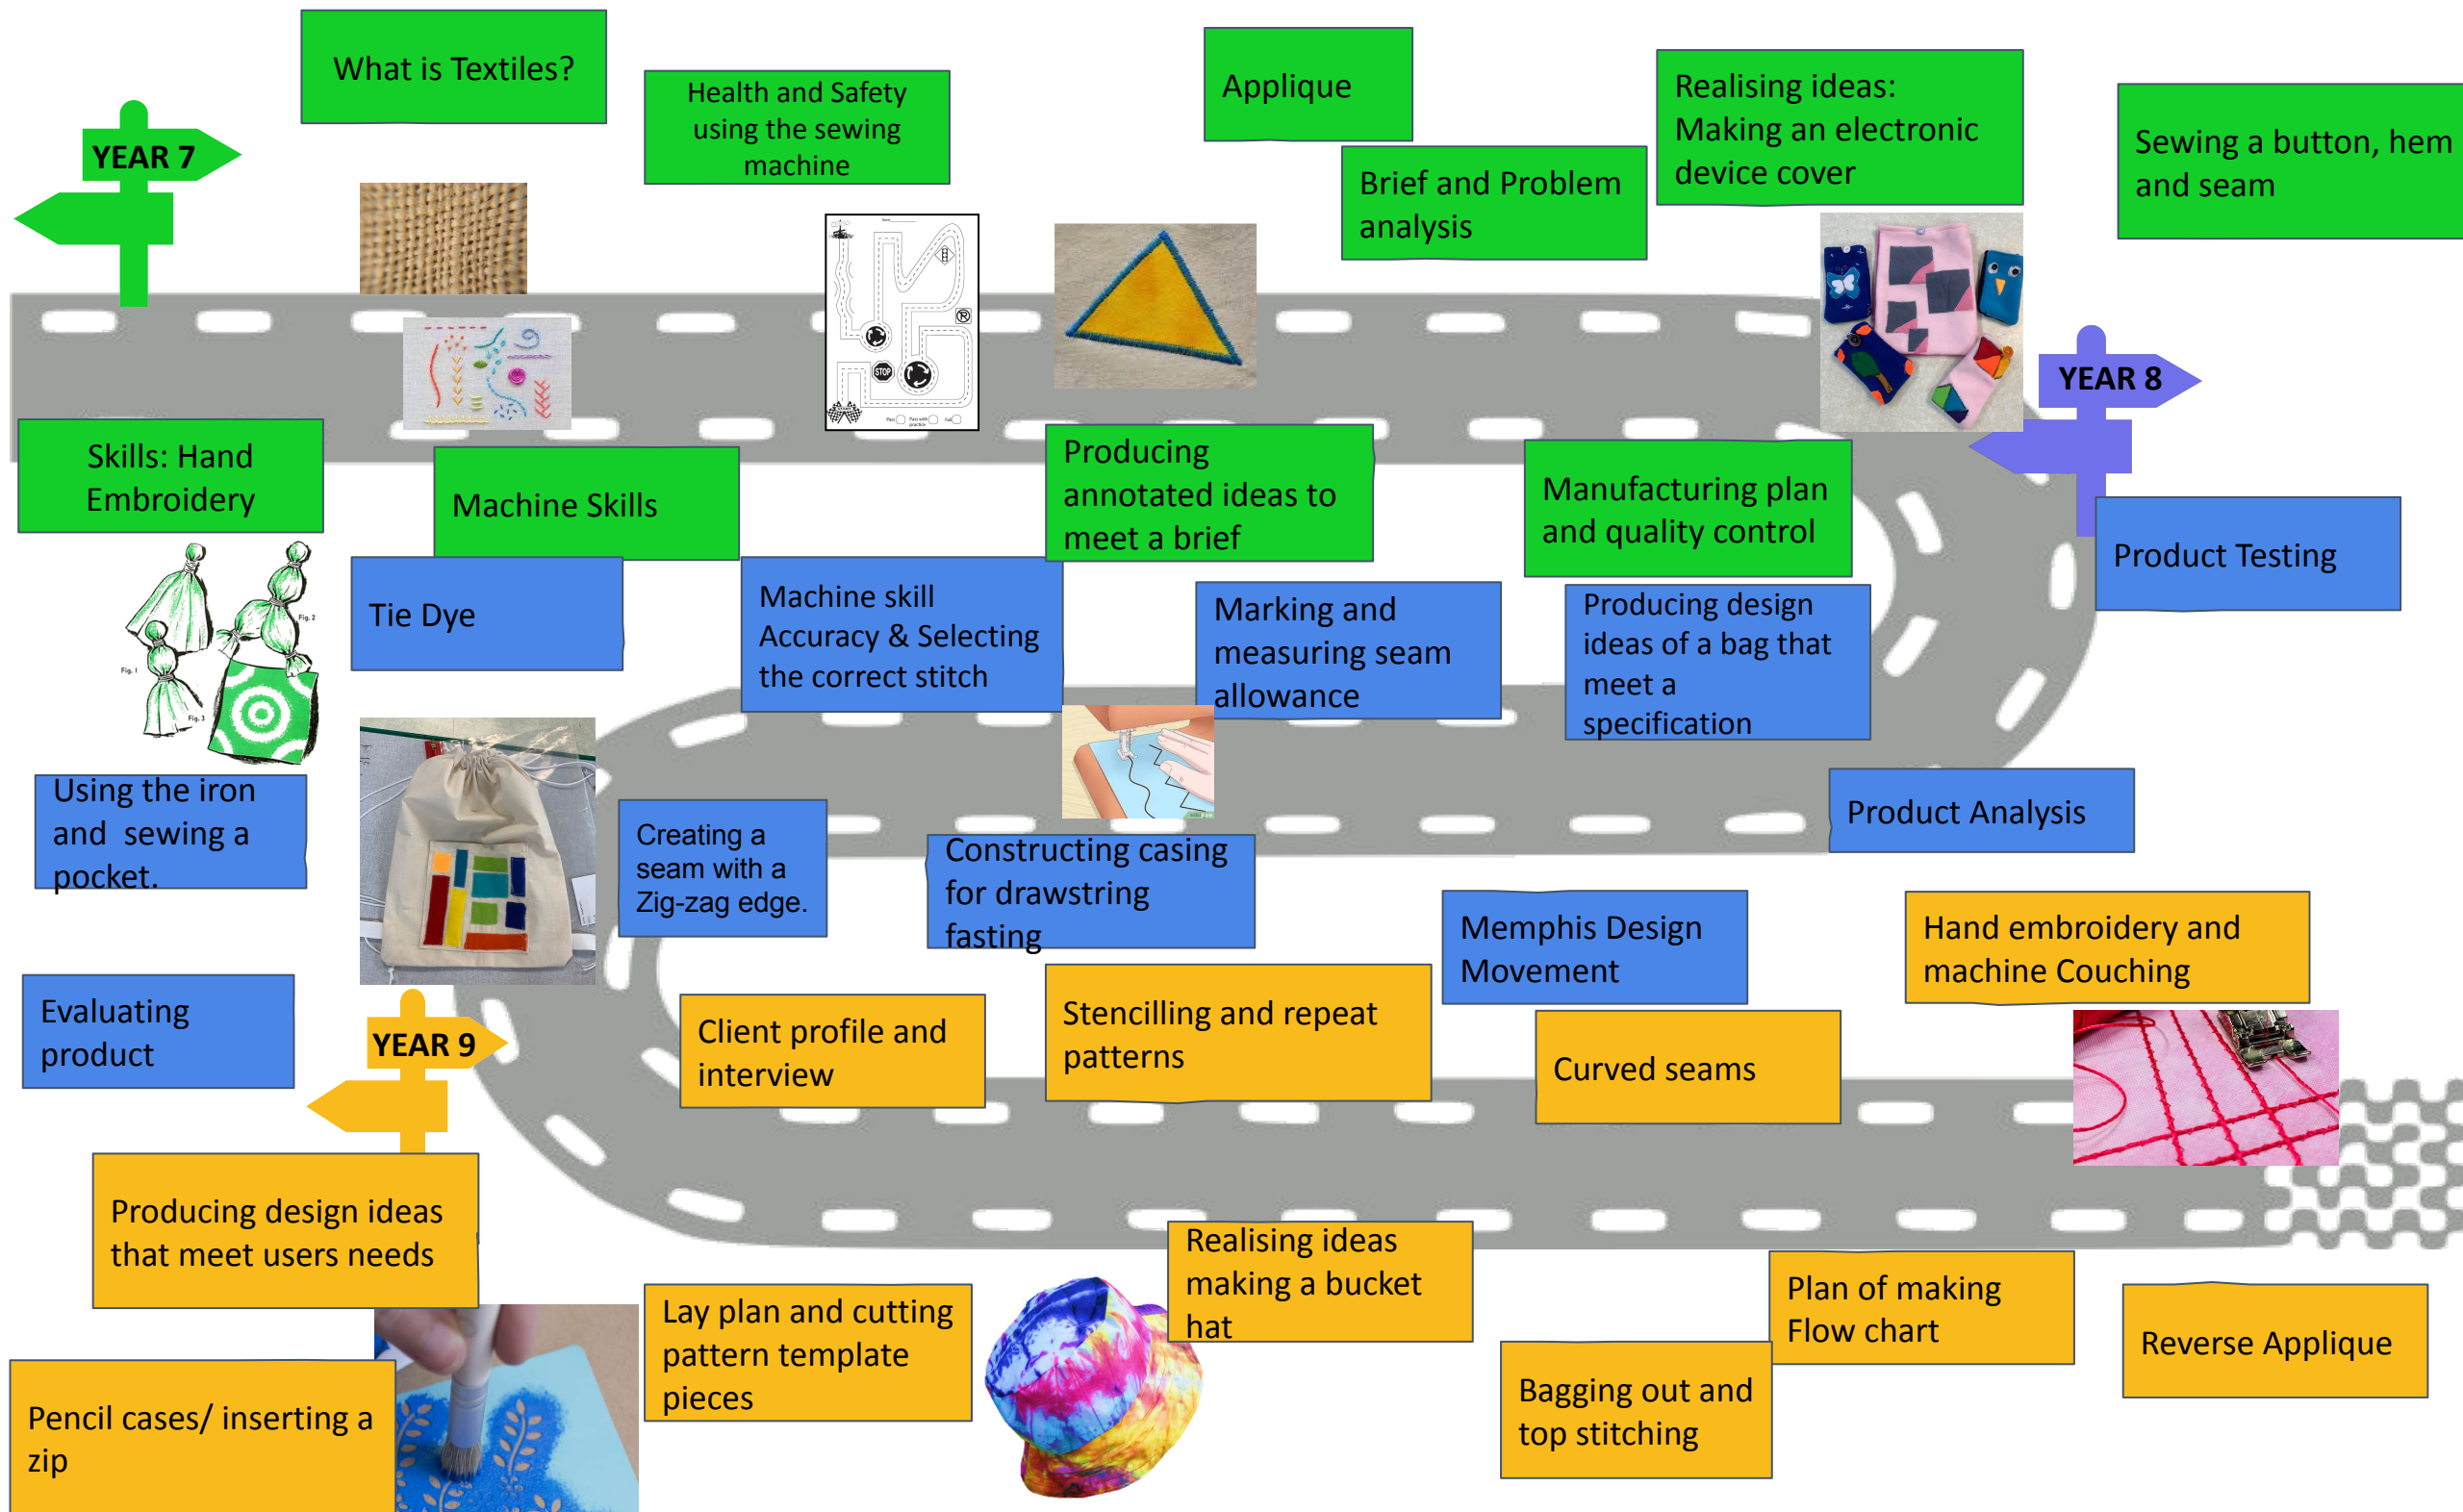 What is Textiles?
Health and Safety
using the sewing
machine
Applique
Brief and Problem
analysis
Realising ideas:
Making an electronic
device cover
Sewing a button, hem
and seam
YEAR 7
YEAR 8
STOP
Skills: Hand
Embroidery
Machine Skills
Producing
annotated ideas to
meet a brief
Manufacturing plan
and quality control
Product Testing
Tie Dye
Machine skill
Accuracy & Selecting
the correct stitch
Marking and
measuring seam
allowance
Producing design
ideas of a bag that
meet a
specification
Fig. 1
Fig. 2
Fig. 3
Using the iron
and  sewing a
pocket.
Creating a
seam with a
Zig-zag edge.
Constructing casing
for drawstring
fasting
Product Analysis
Memphis Design
Movement
Hand embroidery and
machine Couching
Evaluating
product
YEAR 9
Client profile and
interview
Stencilling and repeat
patterns
Curved seams
Producing design ideas
that meet users needs
Lay plan and cutting
pattern template
pieces
Realising ideas
making a bucket
hat
Plan of making
Flow chart
Reverse Applique
Pencil cases/ inserting a
zip
Bagging out and
top stitching